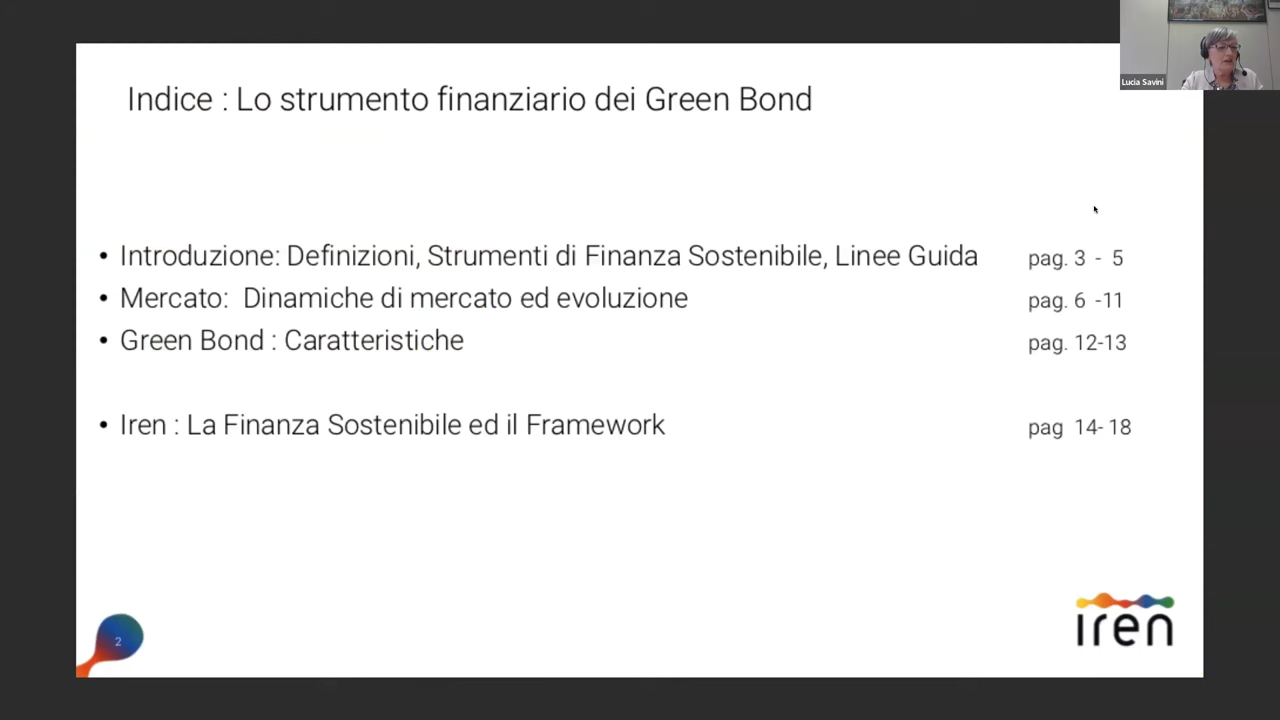 Lucia Savini
Indice : Lo strumento finanziario dei Green Bond
• Introduzione: Definizioni, Strumenti di Finanza Sostenibile, Linee Guida pag. 3 - 5
• Mercato: Dinamiche di mercato ed evoluzione pag. 6 -11
• Green Bond : Caratteristiche pag. 12-13
• Iren : La Finanza Sostenibile ed il Framework pag 14- 18
2
iren